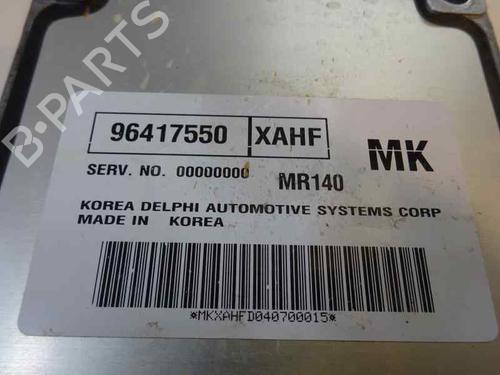 B-PARTS
96417550 XAHF MK
SERV. NO. 00000000 MR140
KOREA DELPHI AUTOMOTIVE SYSTEMS CORP
MADE IN KOREA
*MKXAHFD040700015*